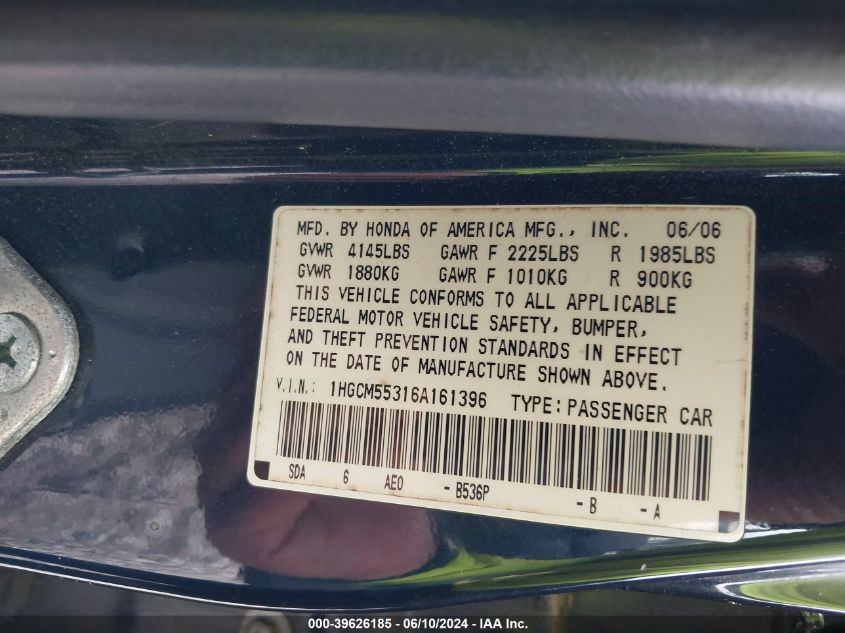 MFD. BY HONDA OF AMERICA MFG., INC. 06/06
GVWR 4145LBS GAWR F 2225LBS R 1985LBS
GVWR 1880KG GAWR F 1010KG R 900KG
THIS VEHICLE CONFORMS TO ALL APPLICABLE
FEDERAL MOTOR VEHICLE SAFETY, BUMPER,
AND THEFT PREVENTION STANDARDS IN EFFECT
ON THE DATE OF MANUFACTURE SHOWN ABOVE.
V.I.N.: 1HGCM55316A161396 TYPE:PASSENGER CAR
SDA 6 AEO - B536P - B - A
000-39626185 - 06/10/2024 - IAA Inc.